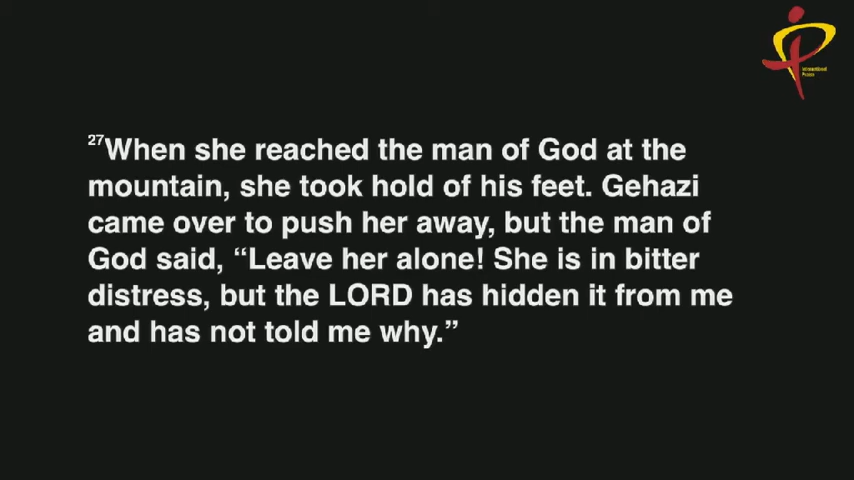 27When she reached the man of God at the
mountain, she took hold of his feet. Gehazi
came over to push her away, but the man of
God said, “Leave her alone! She is in bitter
distress, but the LORD has hidden it from me
and has not told me why.”
International